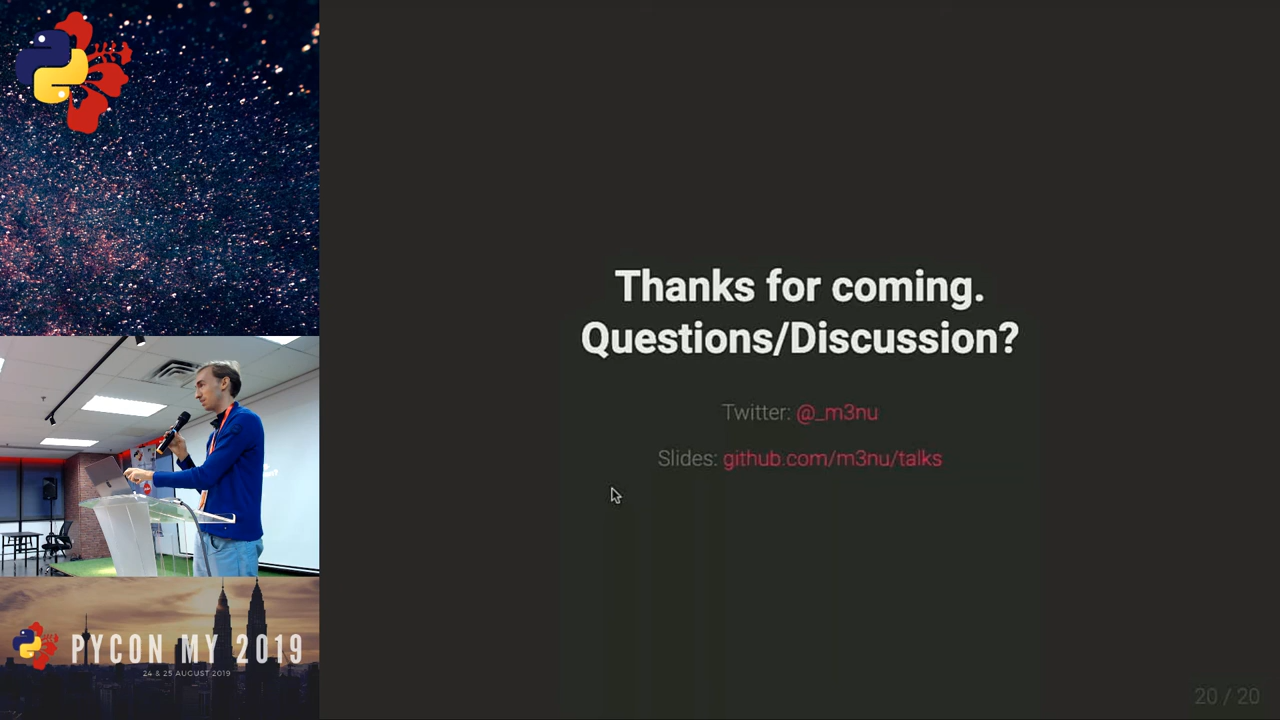 Thanks for coming.
Questions/Discussion?
Twitter: @_m3nu
Slides: github.com/m3nu/talks
20 / 20
PYCON MY 2019
24 & 25 AUGUST 2019